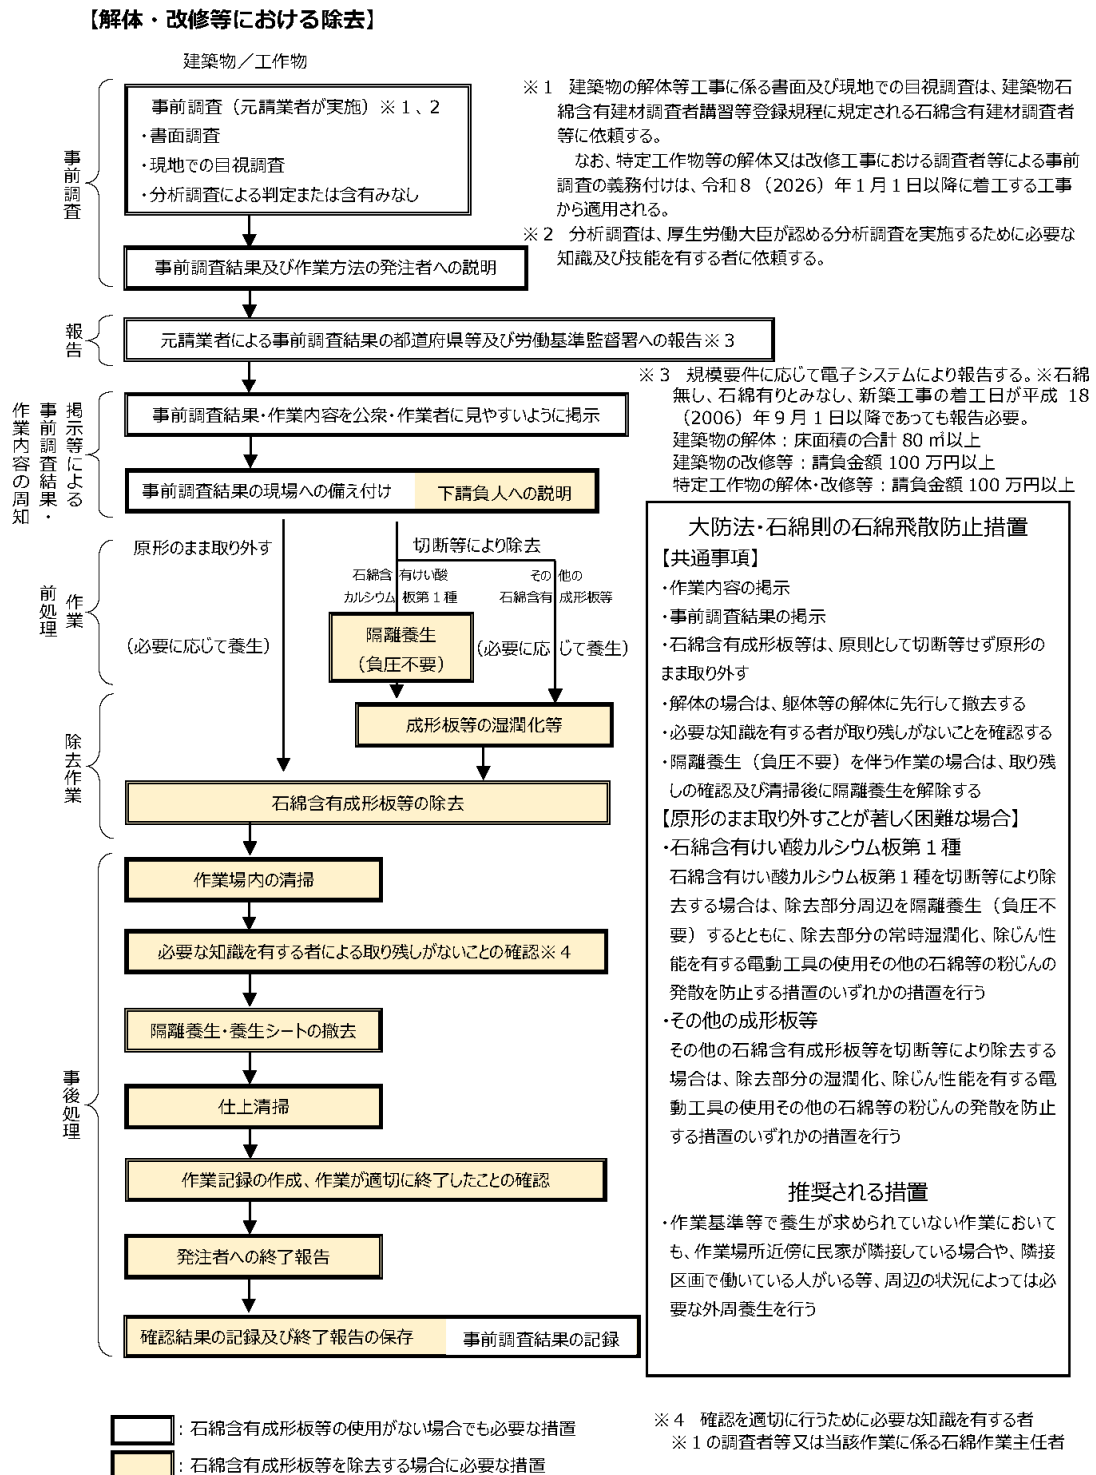 【解体・改修等における除去】
建築物／工作物
事前調査
事前調査（元請業者が実施）※１、２
・書面調査
・現地での目視調査
・分析調査による判定または含有みなし
事前調査結果及び作業方法の発注者への説明
※１　建築物の解体等工事に係る書面及び現地での目視調査は、建築物石
綿含有建材調査者講習等登録規程に規定される石綿含有建材調査者
等に依頼する。
なお、特定工作物等の解体又は改修工事における調査者等による事前
調査の義務付けは、令和８（2026）年１月１日以降に着工する工事
から適用される。
※２　分析調査は、厚生労働大臣が認める分析調査を実施するために必要な
知識及び技能を有する者に依頼する。
報告
元請業者による事前調査結果の都道府県等及び労働基準監督署への報告※３
※３　規模要件に応じて電子システムにより報告する。※石綿
無し、石綿有りとみなし、新築工事の着工日が平成 18
（2006）年９月１日以降であっても報告必要。
建築物の解体：床面積の合計 80 ㎡以上
建築物の改修等：請負金額 100 万円以上
特定工作物の解体・改修等：請負金額 100 万円以上
掲示等による
事前調査結果・
作業内容の周知
事前調査結果・作業内容を公衆・作業者に見やすいように掲示
事前調査結果の現場への備え付け
下請負人への説明
作業
前処理
原形のまま取り外す
切断等により除去
石綿含有けい酸
カルシウム板第１種
その他の
石綿含有成形板等
（必要に応じて養生）
隔離養生
（負圧不要）
（必要に応じて養生）
除去作業
成形板等の湿潤化等
石綿含有成形板等の除去
事後処理
作業場内の清掃
必要な知識を有する者による取り残しがないことの確認※４
隔離養生・養生シートの撤去
仕上清掃
作業記録の作成、作業が適切に終了したことの確認
発注者への終了報告
確認結果の記録及び終了報告の保存
事前調査結果の記録
大防法・石綿則の石綿飛散防止措置
【共通事項】
・作業内容の掲示
・事前調査結果の掲示
・石綿含有成形板等は、原則として切断等せず原形の
まま取り外す
・解体の場合は、躯体等の解体に先行して撤去する
・必要な知識を有する者が取り残しがないことを確認する
・隔離養生（負圧不要）を伴う作業の場合は、取り残
しの確認及び清掃後に隔離養生を解除する
【原形のまま取り外すことが著しく困難な場合】
・石綿含有けい酸カルシウム板第１種
石綿含有けい酸カルシウム板第１種を切断等により除
去する場合は、除去部分周辺を隔離養生（負圧不
要）するとともに、除去部分の常時湿潤化、除じん性
能を有する電動工具の使用その他の石綿等の粉じんの
発散を防止する措置のいずれかの措置を行う
・その他の成形板等
その他の石綿含有成形板等を切断等により除去する
場合は、除去部分の湿潤化、除じん性能を有する電
動工具の使用その他の石綿等の粉じんの発散を防止
する措置のいずれかの措置を行う
推奨される措置
・作業基準等で養生が求められていない作業において
も、作業場所近傍に民家が隣接している場合や、隣接
区画で働いている人がいる等、周辺の状況によっては必
要な外周養生を行う
：石綿含有成形板等の使用がない場合でも必要な措置
：石綿含有成形板等を除去する場合に必要な措置
※４　確認を適切に行うために必要な知識を有する者
※１の調査者等又は当該作業に係る石綿作業主任者